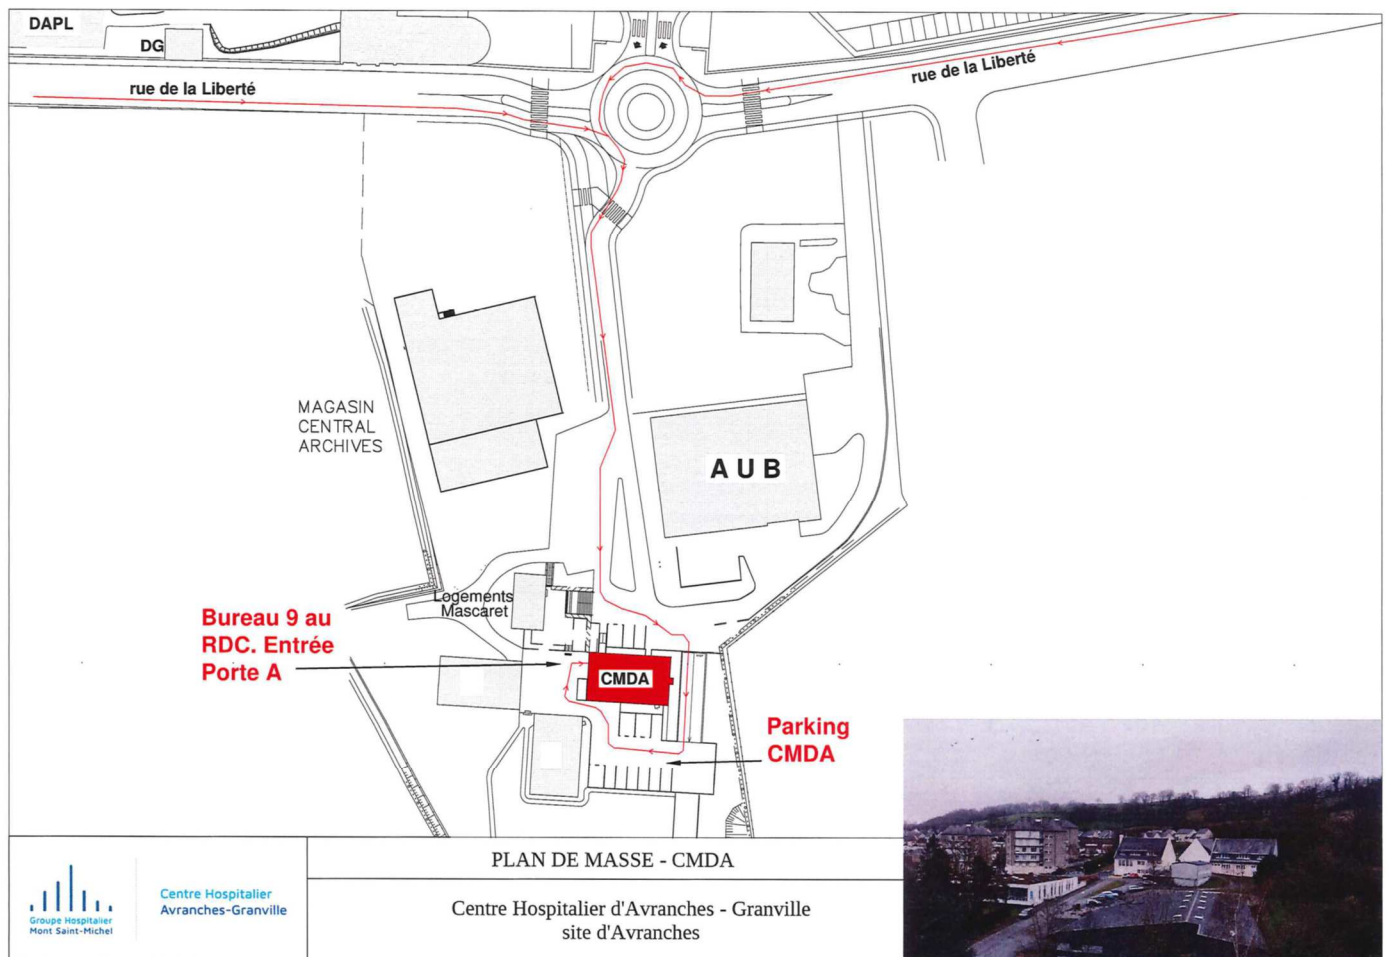 DAPL
DG
rue de la Liberté
rue de la Liberté
MAGASIN
CENTRAL
ARCHIVES
A U B
Logements
Mascaret
Bureau 9 au
RDC. Entrée
Porte A
CMDA
Parking
CMDA
PLAN DE MASSE - CMDA
Centre Hospitalier d'Avranches - Granville
site d'Avranches
Groupe Hospitalier
Mont Saint-Michel
Centre Hospitalier
Avranches-Granville